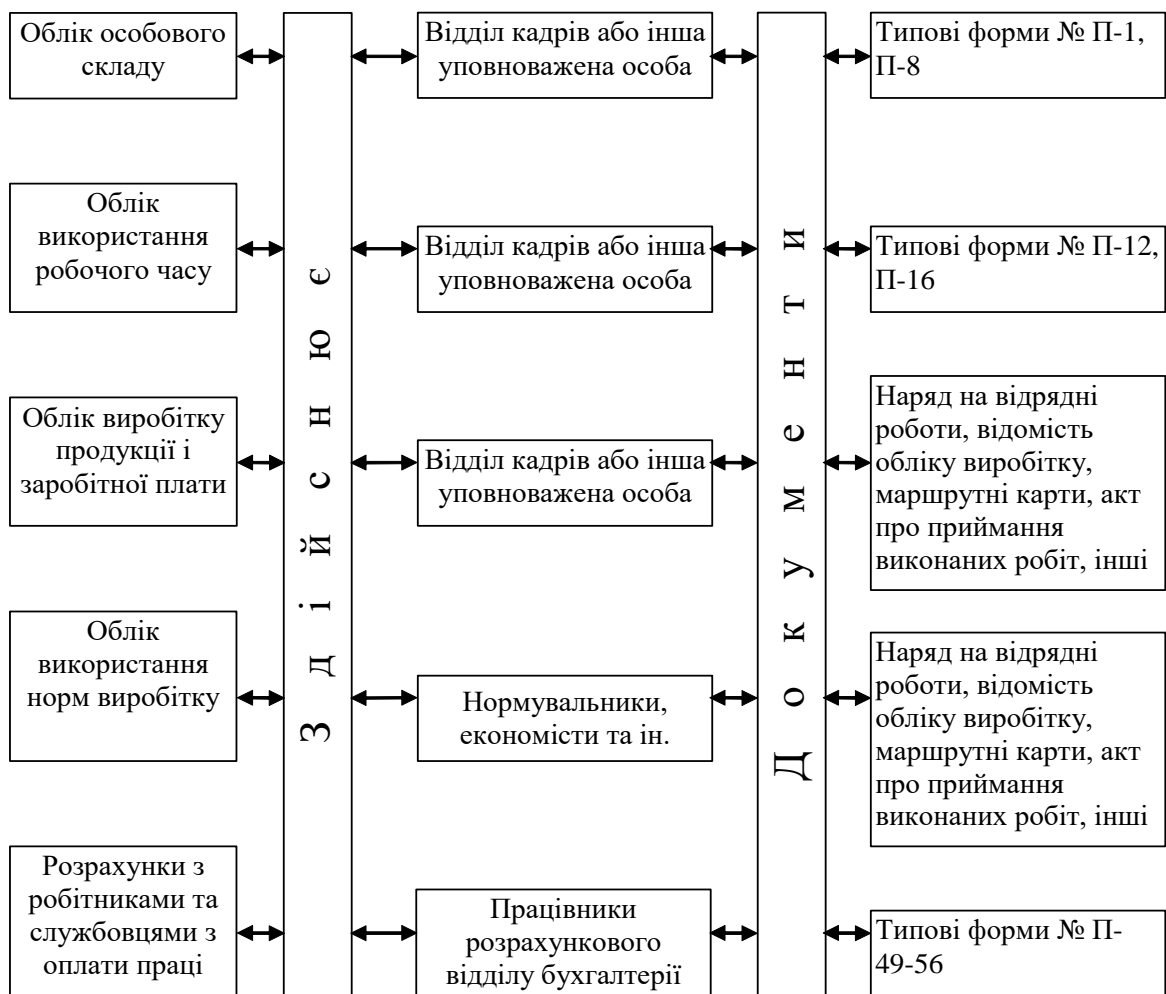 Облік особового
складу
Відділ кадрів або інша
уповноважена особа
Типові форми № П-1,
П-8
Облік
використання
робочого часу
Відділ кадрів або інша
уповноважена особа
Типові форми № П-12,
П-16
Облік виробітку
продукції і
заробітної плати
Відділ кадрів або інша
уповноважена особа
Наряд на відрядні
роботи, відомість
обліку виробітку,
маршрутні карти, акт
про приймання
виконаних робіт, інші
Облік
використання
норм виробітку
Нормувальники,
економісти та ін.
Наряд на відрядні
роботи, відомість
обліку виробітку,
маршрутні карти, акт
про приймання
виконаних робіт, інші
Розрахунки з
робітниками та
службовцями з
оплати праці
Працівники
розрахункового
відділу бухгалтерії
Типові форми № П-
49-56
Здійснює
Документи